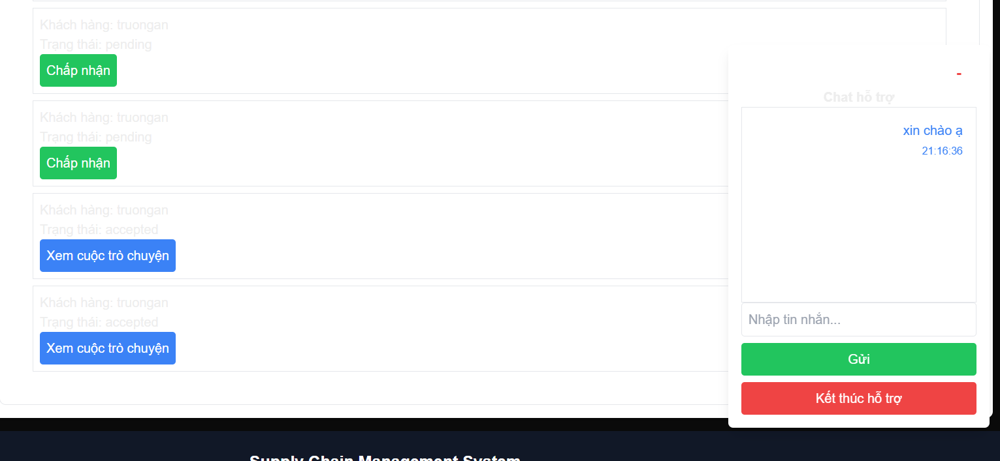 Khách hàng: truongan
Trạng thái: pending
Chấp nhận
Khách hàng: truongan
Trạng thái: pending
Chấp nhận
Khách hàng: truongan
Trạng thái: accepted
Xem cuộc trò chuyện
Khách hàng: truongan
Trạng thái: accepted
Xem cuộc trò chuyện
-
Chat hỗ trợ
xin chào ạ
21:16:36
Nhập tin nhắn...
Gửi
Kết thúc hỗ trợ
Supply Chain Management System